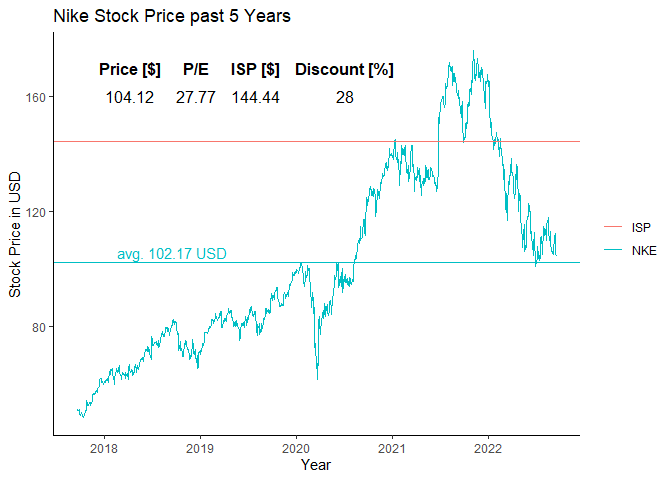 Nike Stock Price past 5 Years
Price [$] P/E ISP [$] Discount [%]
104.12 27.77 144.44 28
160
120
80
avg. 102.17 USD
Stock Price in USD
ISP
NKE
2018 2019 2020 2021 2022
Year